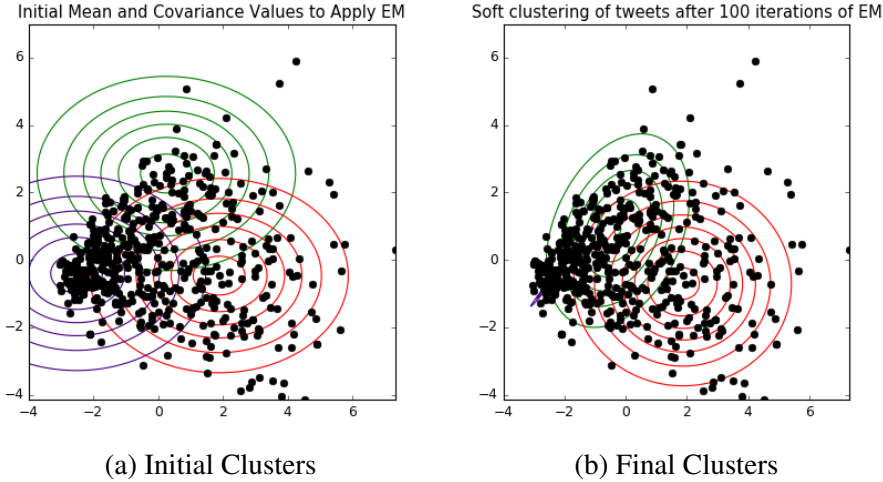 Initial Mean and Covariance Values to Apply EM
6
4
2
0
−2
−4
−4 −2 0 2 4 6
(a) Initial Clusters
Soft clustering of tweets after 100 iterations of EM
6
4
2
0
−2
−4
−4 −2 0 2 4 6
(b) Final Clusters